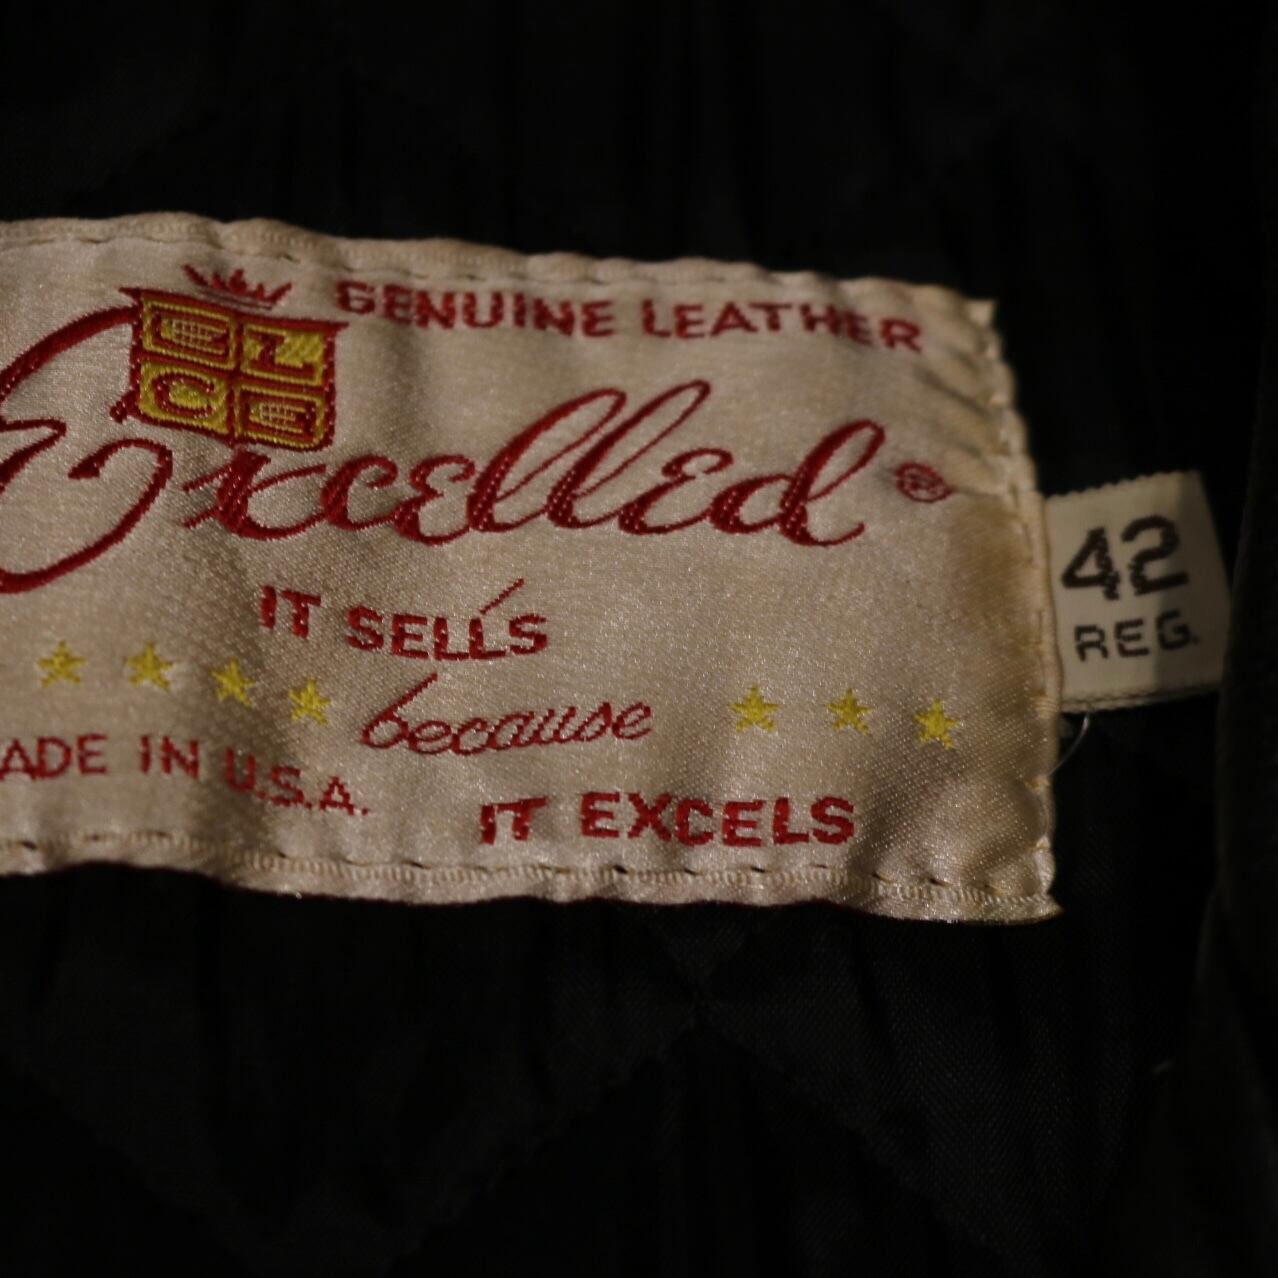 GENUINE LEATHER
Excelled®
IT SELLS
because
ADE IN U.S.A.
IT EXCELS
42
REG.